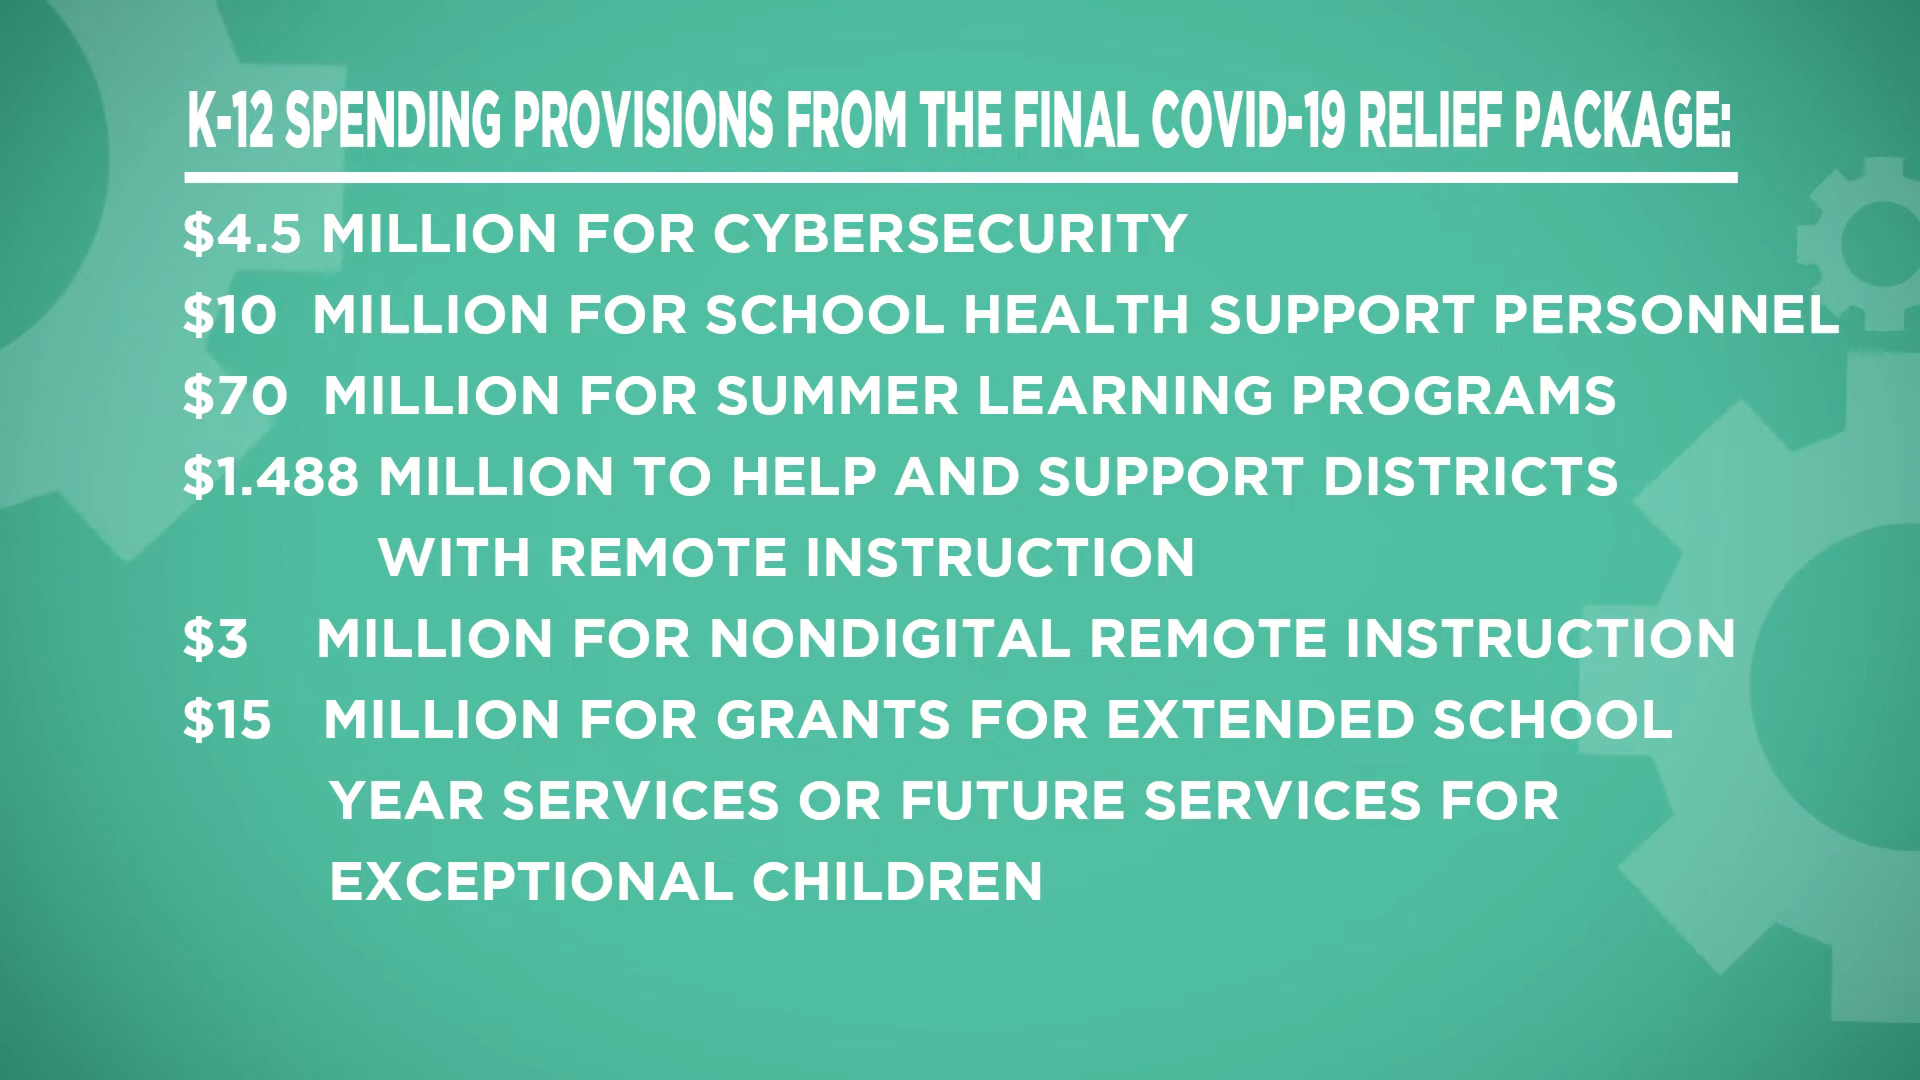 K-12 SPENDING PROVISIONS FROM THE FINAL COVID-19 RELIEF PACKAGE:
$4.5 MILLION FOR CYBERSECURITY
$10 MILLION FOR SCHOOL HEALTH SUPPORT PERSONNEL
$70 MILLION FOR SUMMER LEARNING PROGRAMS
$1.488 MILLION TO HELP AND SUPPORT DISTRICTS
WITH REMOTE INSTRUCTION
$3 MILLION FOR NONDIGITAL REMOTE INSTRUCTION
$15 MILLION FOR GRANTS FOR EXTENDED SCHOOL
YEAR SERVICES OR FUTURE SERVICES FOR
EXCEPTIONAL CHILDREN